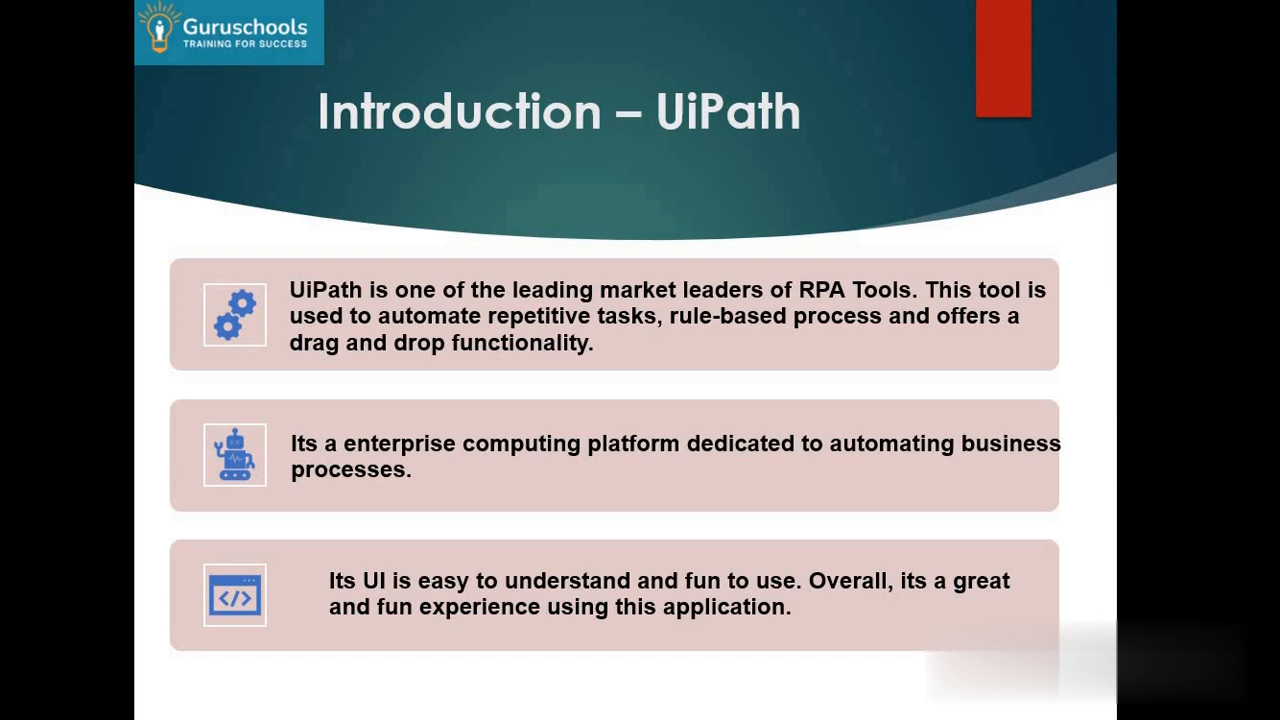 Guruschools
TRAINING FOR SUCCESS
Introduction – UiPath
UiPath is one of the leading market leaders of RPA Tools. This tool is
used to automate repetitive tasks, rule-based process and offers a
drag and drop functionality.
Its a enterprise computing platform dedicated to automating business
processes.
</>
Its UI is easy to understand and fun to use. Overall, its a great
and fun experience using this application.